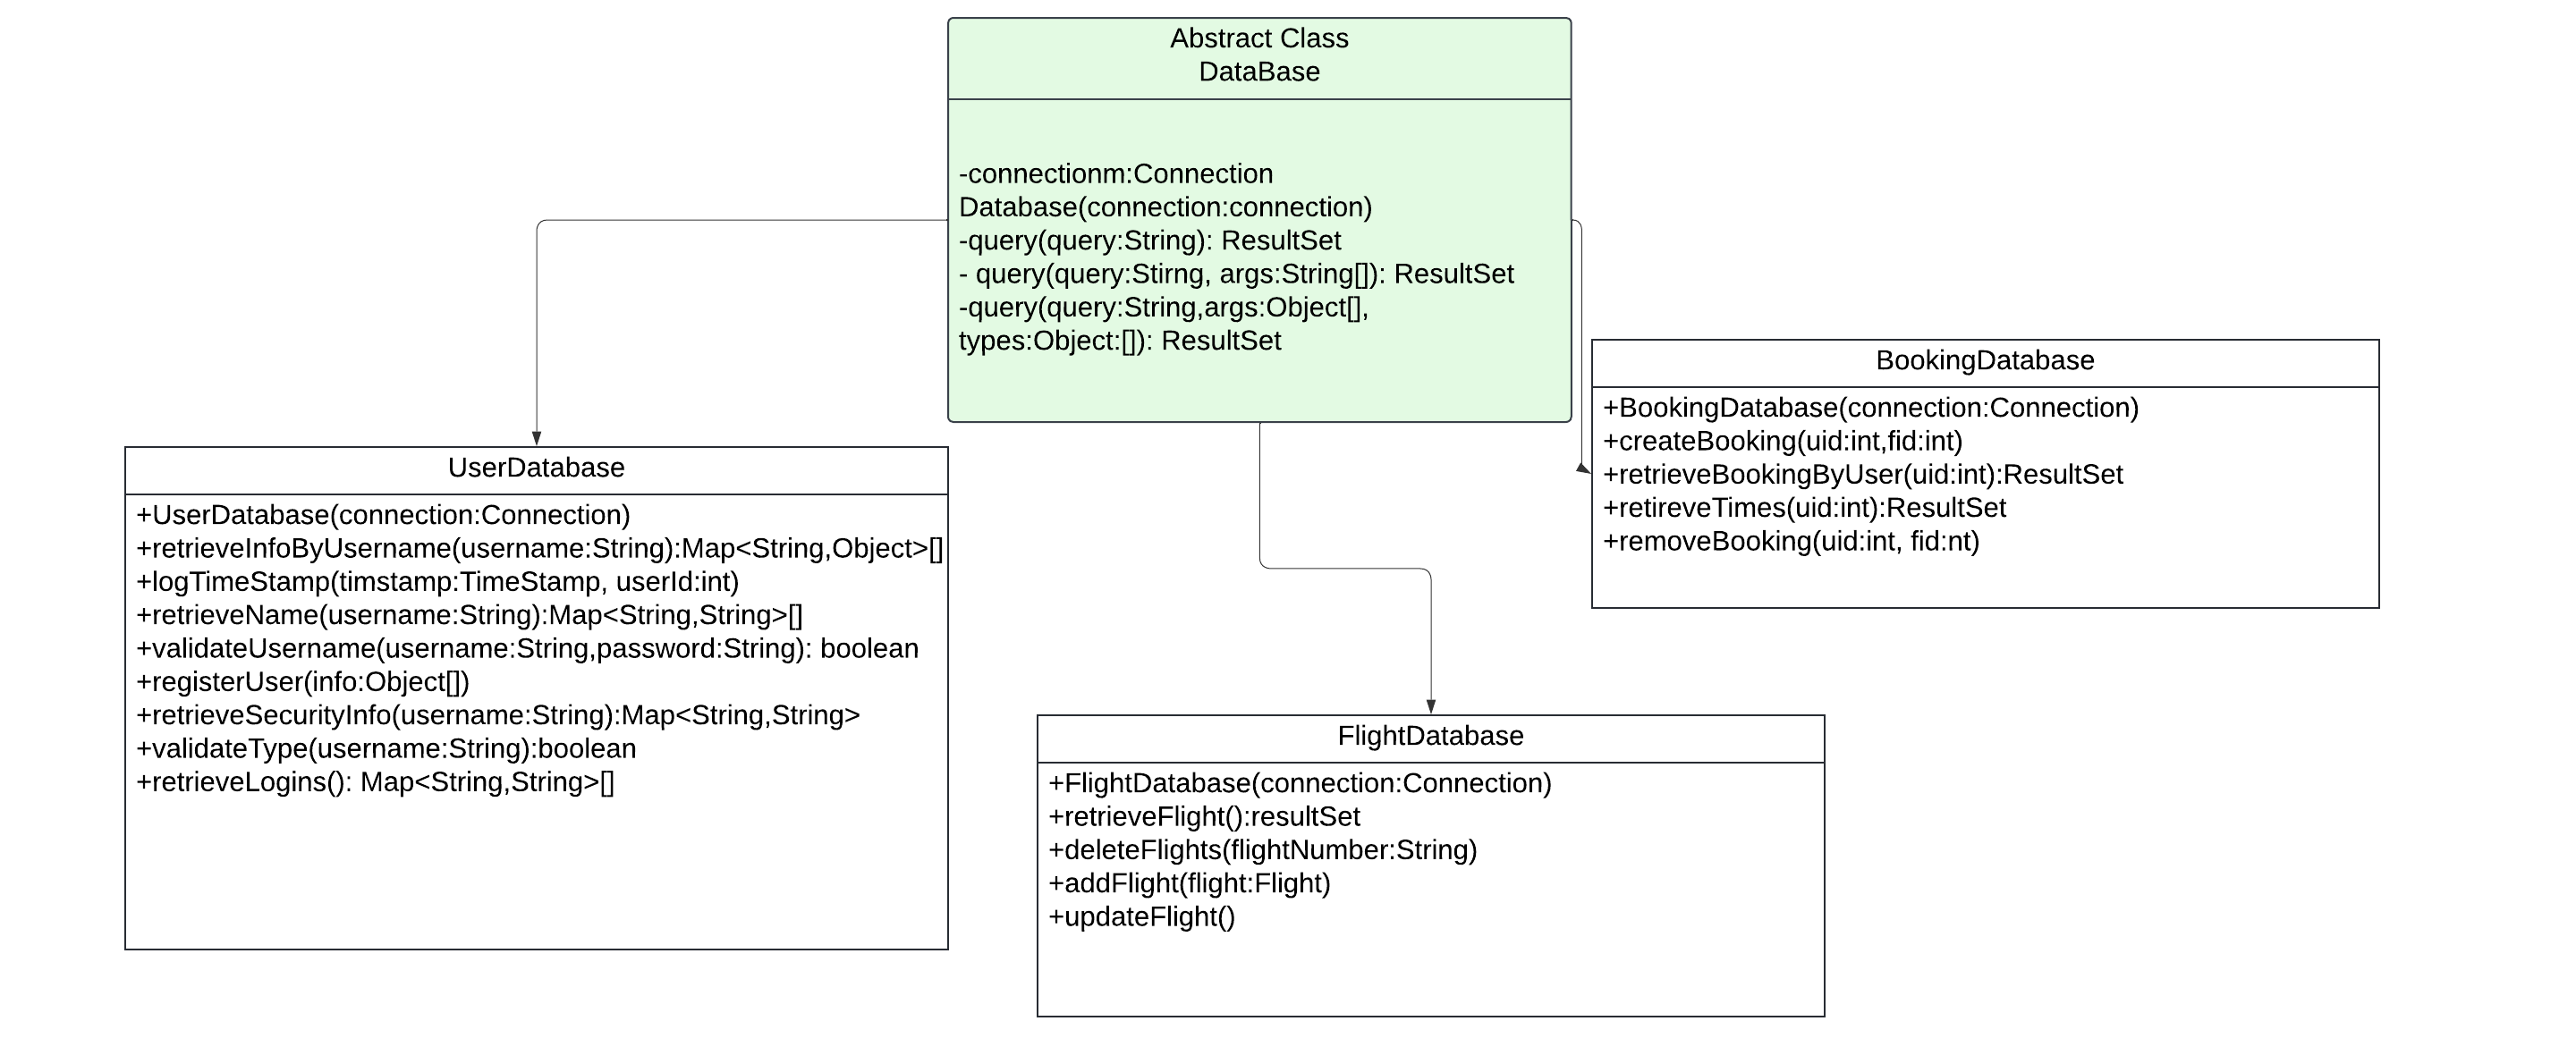 Abstract Class
DataBase
-connectionm:Connection
Database(connection:connection)
-query(query:String): ResultSet
- query(query:Stirng, args:String[]): ResultSet
-query(query:String,args:Object[],
types:Object:[]): ResultSet
BookingDatabase
+BookingDatabase(connection:Connection)
+createBooking(uid:int,fid:int)
+retrieveBookingByUser(uid:int):ResultSet
+retireveTimes(uid:int):ResultSet
+removeBooking(uid:int, fid:nt)
UserDatabase
+UserDatabase(connection:Connection)
+retrieveInfoByUsername(username:String):Map<String,Object>[]
+logTimeStamp(timstamp:TimeStamp, userId:int)
+retrieveName(username:String):Map<String,String>[]
+validateUsername(username:String,password:String): boolean
+registerUser(info:Object[])
+retrieveSecurityInfo(username:String):Map<String,String>
+validateType(username:String):boolean
+retrieveLogins(): Map<String,String>[]
FlightDatabase
+FlightDatabase(connection:Connection)
+retrieveFlight():resultSet
+deleteFlights(flightNumber:String)
+addFlight(flight:Flight)
+updateFlight()